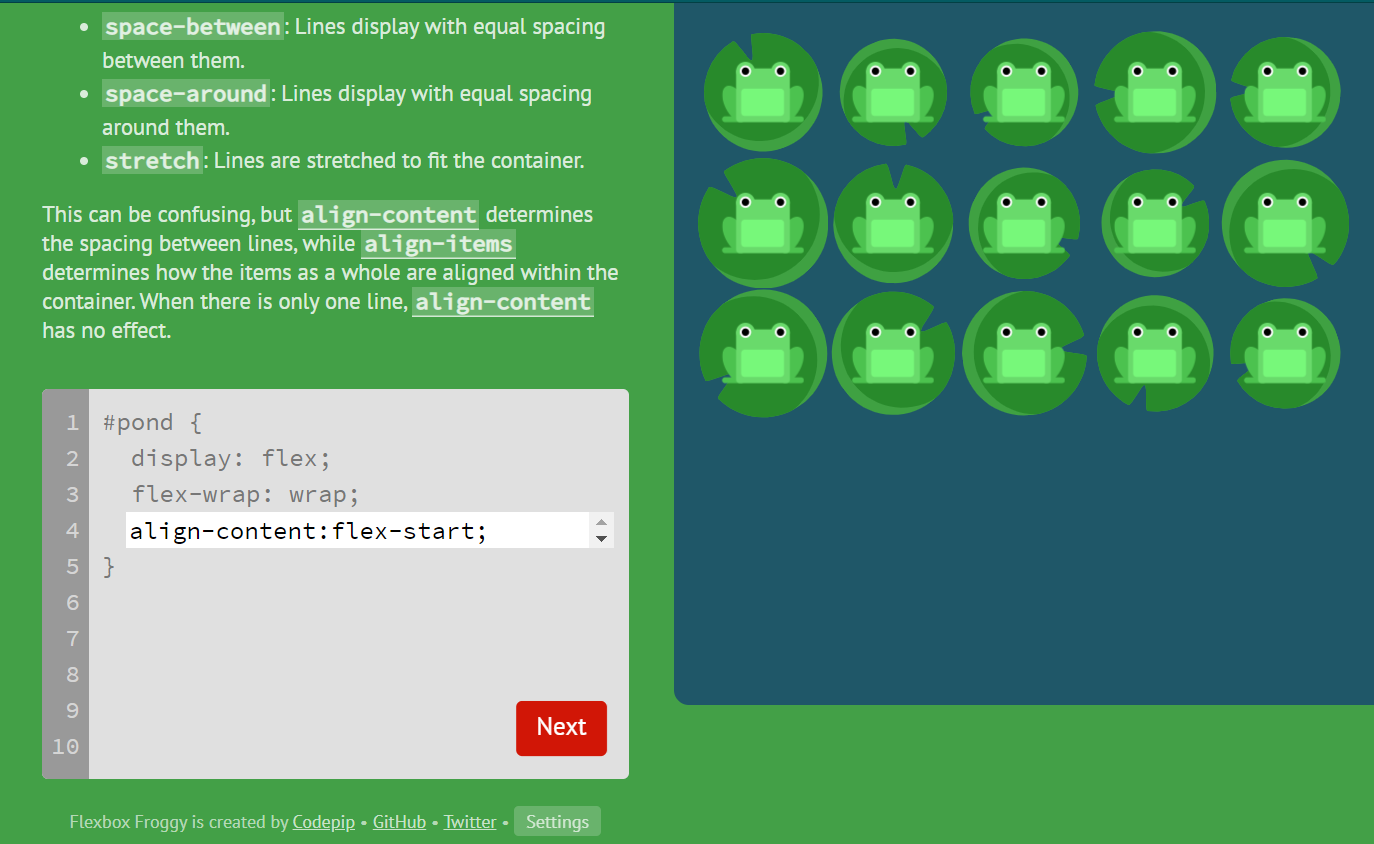 space-between: Lines display with equal spacing
between them.
space-around: Lines display with equal spacing
around them.
stretch: Lines are stretched to fit the container.
This can be confusing, but align-content determines
the spacing between lines, while align-items
determines how the items as a whole are aligned within the
container. When there is only one line, align-content
has no effect.
1 #pond {
2 display: flex;
3 flex-wrap: wrap;
4 align-content:flex-start;
5 }
6
7
8
9
10
Next
Flexbox Froggy is created by Codepip • GitHub • Twitter • Settings